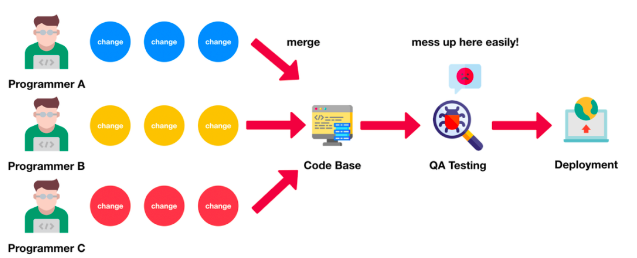 change change change
merge
mess up here easily!
Programmer A
change change change
Programmer B
Code Base
QA Testing
Deployment
change change change
Programmer C